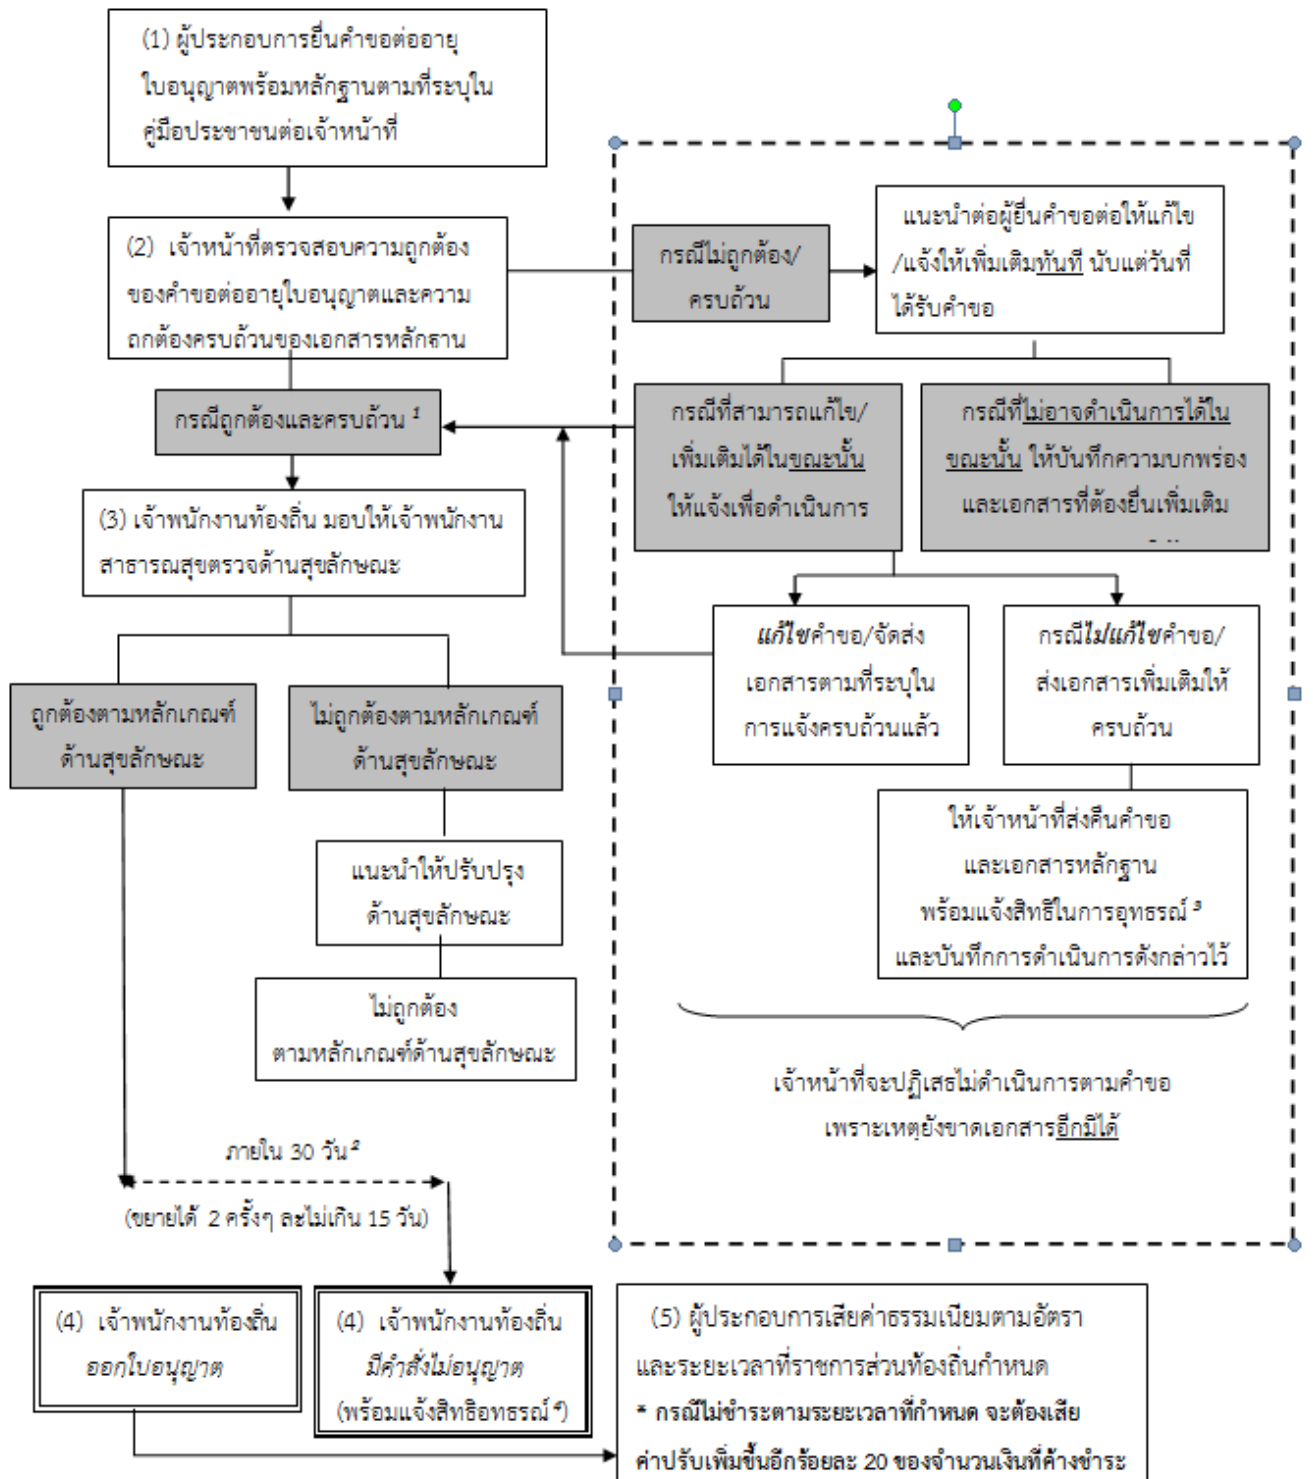 (1) ผู้ประกอบการยื่นคำขอต่ออายุ
ใบอนุญาตพร้อมหลักฐานตามที่ระบุใน
คู่มือประชาชนต่อเจ้าหน้าที่
(2) เจ้าหน้าที่ตรวจสอบความถูกต้อง
ของคำขอต่ออายุใบอนุญาตและความ
ถูกต้องครบถ้วนของเอกสารหลักฐาน
กรณีไม่ถูกต้อง/
ครบถ้วน
แนะนำต่อผู้ยื่นคำขอต่อให้แก้ไข
/แจ้งให้เพิ่มเติมทันที นับแต่วันที่
ได้รับคำขอ
กรณีถูกต้องและครบถ้วน ¹
กรณีที่สามารถแก้ไข/
เพิ่มเติมได้ในขณะนั้น
ให้แจ้งเพื่อดำเนินการ
กรณีที่ไม่อาจดำเนินการได้ใน
ขณะนั้น ให้บันทึกความบกพร่อง
และเอกสารที่ต้องยื่นเพิ่มเติม
(3) เจ้าพนักงานท้องถิ่น มอบให้เจ้าพนักงาน
สาธารณสุขตรวจด้านสุขลักษณะ
แก้ไขคำขอ/จัดส่ง
เอกสารตามที่ระบุใน
การแจ้งครบถ้วนแล้ว
กรณีไม่แก้ไขคำขอ/
ส่งเอกสารเพิ่มเติมให้
ครบถ้วน
ถูกต้องตามหลักเกณฑ์
ด้านสุขลักษณะ
ไม่ถูกต้องตามหลักเกณฑ์
ด้านสุขลักษณะ
ให้เจ้าหน้าที่ส่งคืนคำขอ
และเอกสารหลักฐาน
พร้อมแจ้งสิทธิในการอุทธรณ์ ³
และบันทึกการดำเนินการดังกล่าวไว้
แนะนำให้ปรับปรุง
ด้านสุขลักษณะ
ไม่ถูกต้อง
ตามหลักเกณฑ์ด้านสุขลักษณะ
เจ้าหน้าที่จะปฏิเสธไม่ดำเนินการตามคำขอ
เพราะเหตุยังขาดเอกสารอีกมิได้
ภายใน 30 วัน ²
(ขยายได้ 2 ครั้งๆ ละไม่เกิน 15 วัน)
(4) เจ้าพนักงานท้องถิ่น
ออกใบอนุญาต
(4) เจ้าพนักงานท้องถิ่น
มีคำสั่งไม่อนุญาต
(พร้อมแจ้งสิทธิอุทธรณ์ ⁴)
(5) ผู้ประกอบการเสียค่าธรรมเนียมตามอัตรา
และระยะเวลาที่ราชการส่วนท้องถิ่นกำหนด
* กรณีไม่ชำระตามระยะเวลาที่กำหนด จะต้องเสีย
ค่าปรับเพิ่มขึ้นอีกร้อยละ 20 ของจำนวนเงินที่ค้างชำระ